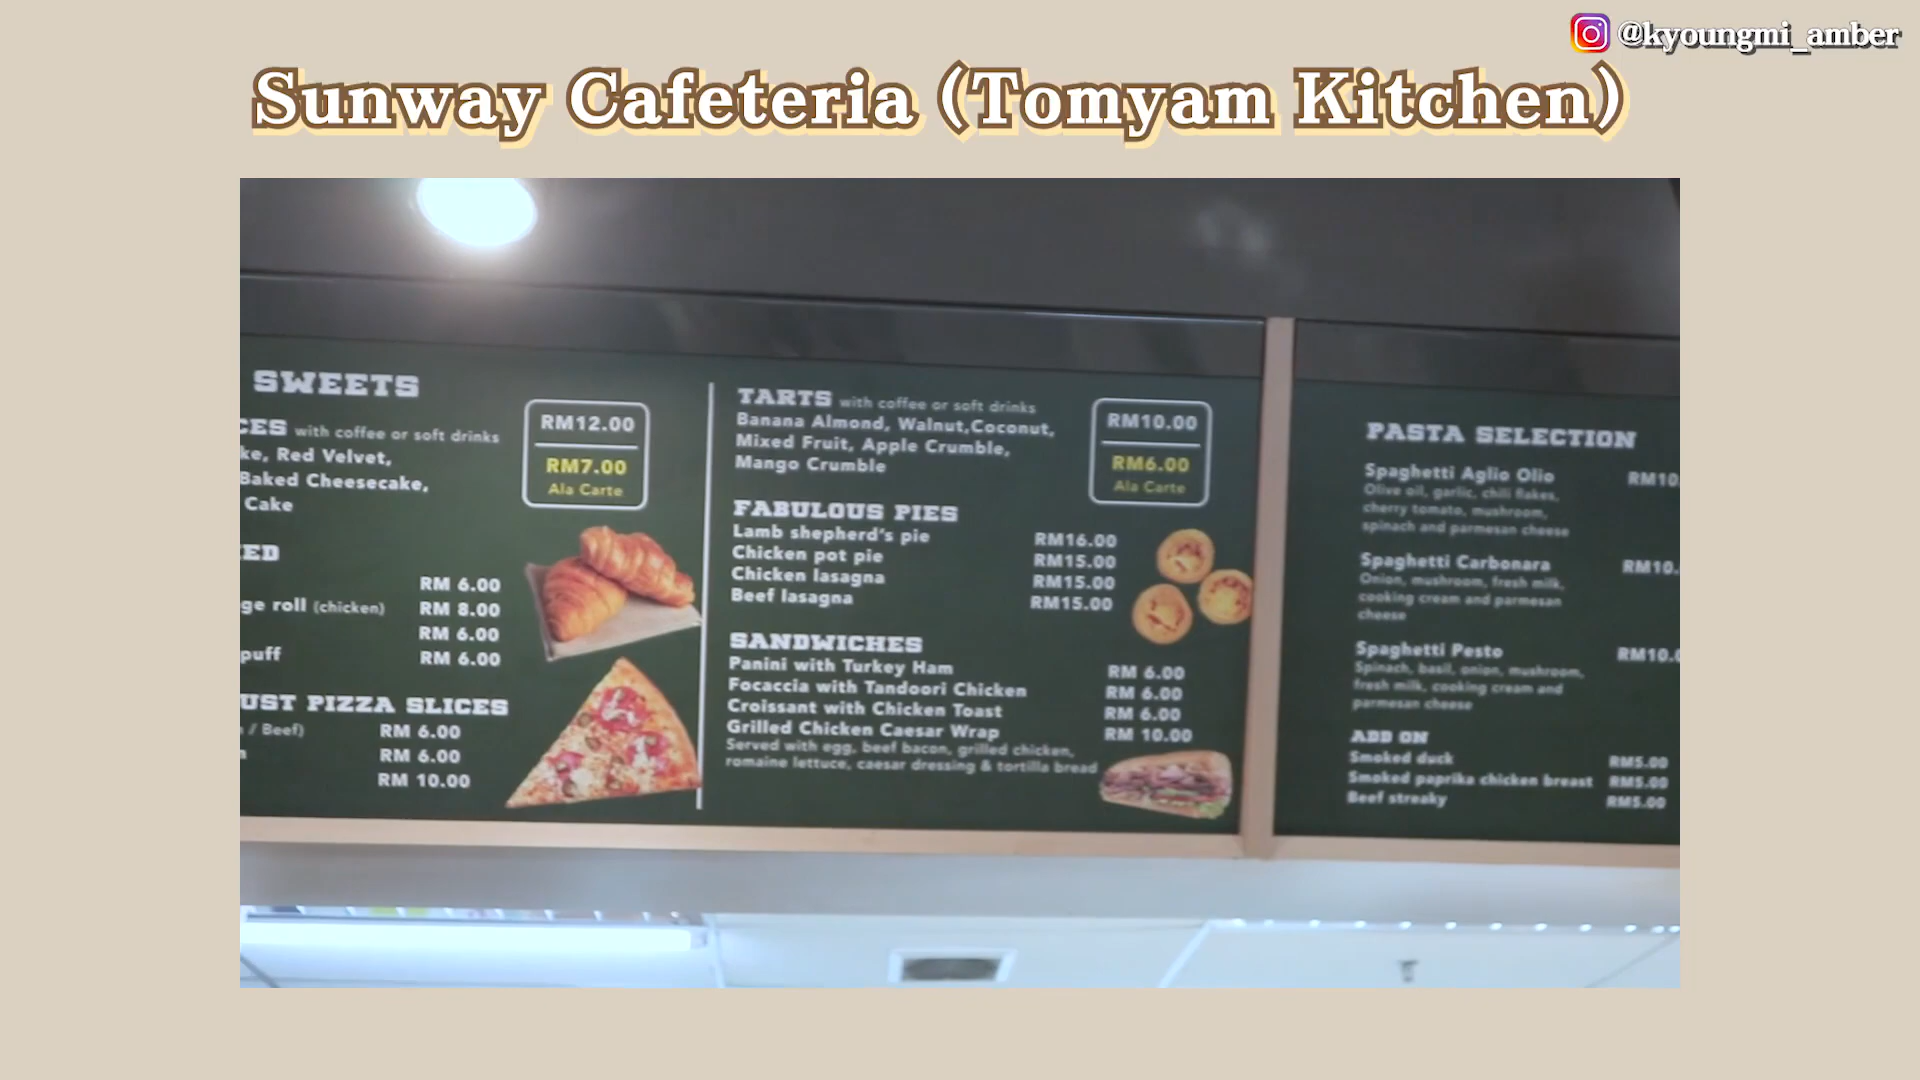 @kyoungmi_amber
Sunway Cafeteria (Tomyam Kitchen)
SWEETS
CES with coffee or soft drinks
ke, Red Velvet,
Baked Cheesecake,
Cake
RM12.00
RM7.00
Ala Carte
ED
RM 6.00
ge roll (chicken) RM 8.00
RM 6.00
puff RM 6.00
UST PIZZA SLICES
/ Beef) RM 6.00
RM 6.00
RM 10.00
TARTS with coffee or soft drinks
Banana Almond, Walnut,Coconut,
Mixed Fruit, Apple Crumble,
Mango Crumble
RM10.00
RM6.00
Ala Carte
FABULOUS PIES
Lamb shepherd's pie RM16.00
Chicken pot pie RM15.00
Chicken lasagna RM15.00
Beef lasagna RM15.00
SANDWICHES
Panini with Turkey Ham RM 6.00
Focaccia with Tandoori Chicken RM 6.00
Croissant with Chicken Toast RM 6.00
Grilled Chicken Caesar Wrap RM 10.00
Served with egg, beef bacon, grilled chicken,
romaine lettuce, caesar dressing & tortilla bread
PASTA SELECTION
Spaghetti Aglio Olio RM10
Olive oil, garlic, chili flakes,
cherry tomato, mushroom,
spinach and parmesan cheese
Spaghetti Carbonara RM10.
Onion, mushroom, fresh milk,
cooking cream and parmesan
cheese
Spaghetti Pesto RM10.0
Spinach, basil, onion, mushroom,
fresh milk, cooking cream and
parmesan cheese
ADD ON
Smoked duck RM5.00
Smoked paprika chicken breast RM5.00
Beef streaky RM5.00